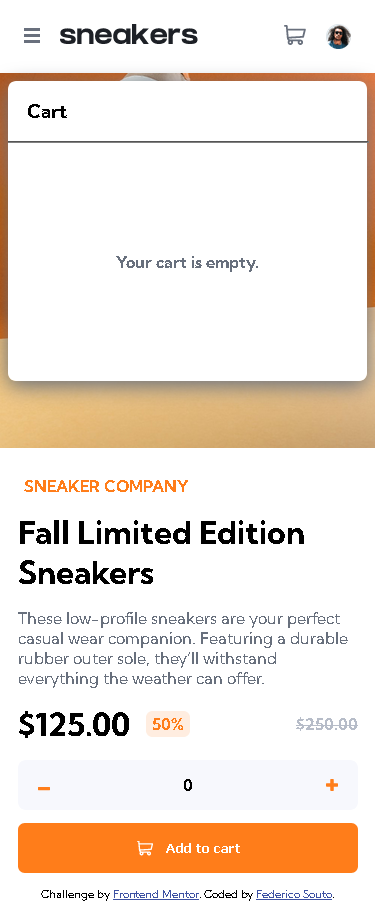 sneakers
Cart
Your cart is empty.
SNEAKER COMPANY
Fall Limited Edition
Sneakers
These low-profile sneakers are your perfect
casual wear companion. Featuring a durable
rubber outer sole, they’ll withstand
everything the weather can offer.
$125.00 50% $250.00
– 0 +
Add to cart
Challenge by Frontend Mentor. Coded by Federico Souto.